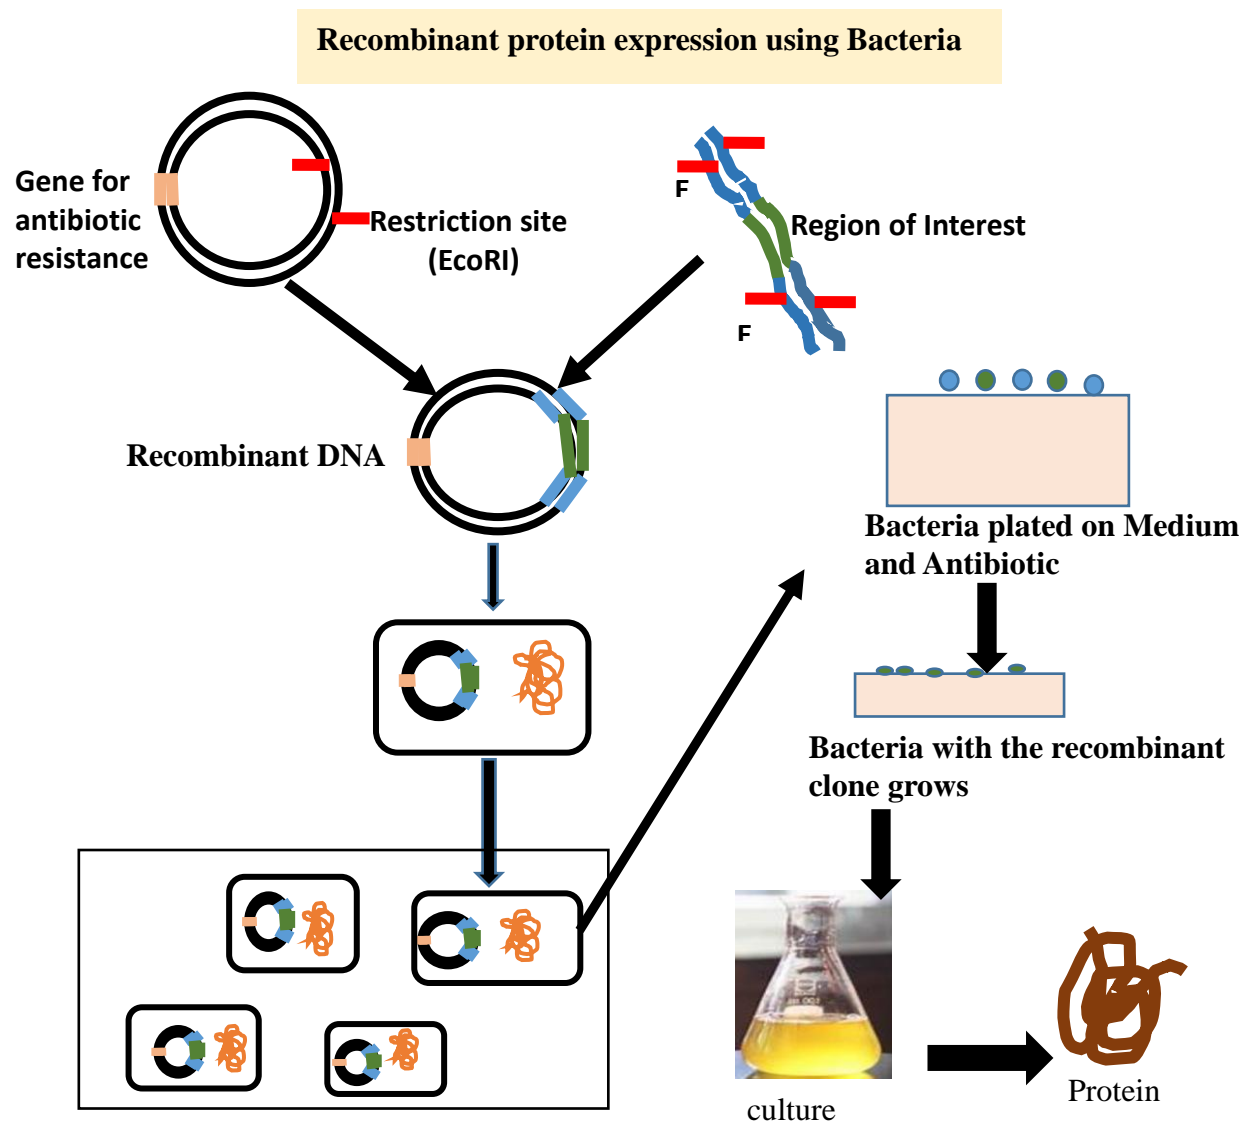 Recombinant protein expression using Bacteria
Gene for
antibiotic
resistance
Restriction site
(EcoRI)
F
Region of Interest
F
Recombinant DNA
Bacteria plated on Medium
and Antibiotic
Bacteria with the recombinant
clone grows
culture
Protein